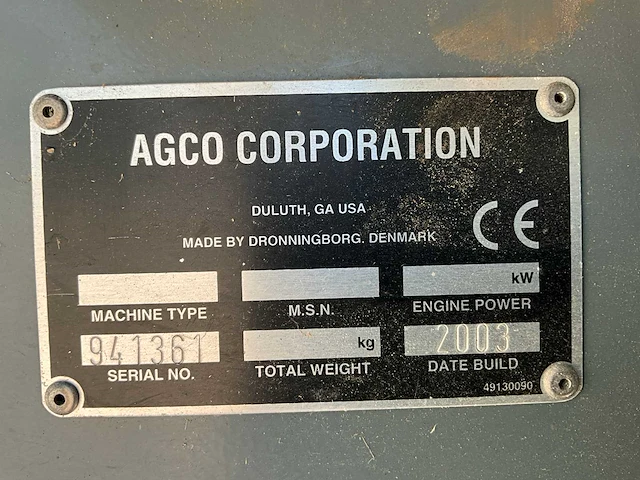 AGCO CORPORATION
DULUTH, GA USA
MADE BY DRONNINGBORG. DENMARK
CE
kW
MACHINE TYPE M.S.N. ENGINE POWER
941361 kg 2003
SERIAL NO. TOTAL WEIGHT DATE BUILD
49130090